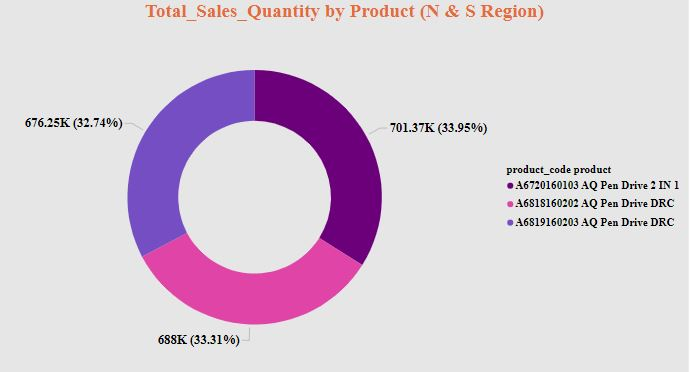 Total_Sales_Quantity by Product (N & S Region)
676.25K (32.74%)
701.37K (33.95%)
688K (33.31%)
product_code product
A6720160103 AQ Pen Drive 2 IN 1
A6818160202 AQ Pen Drive DRC
A6819160203 AQ Pen Drive DRC